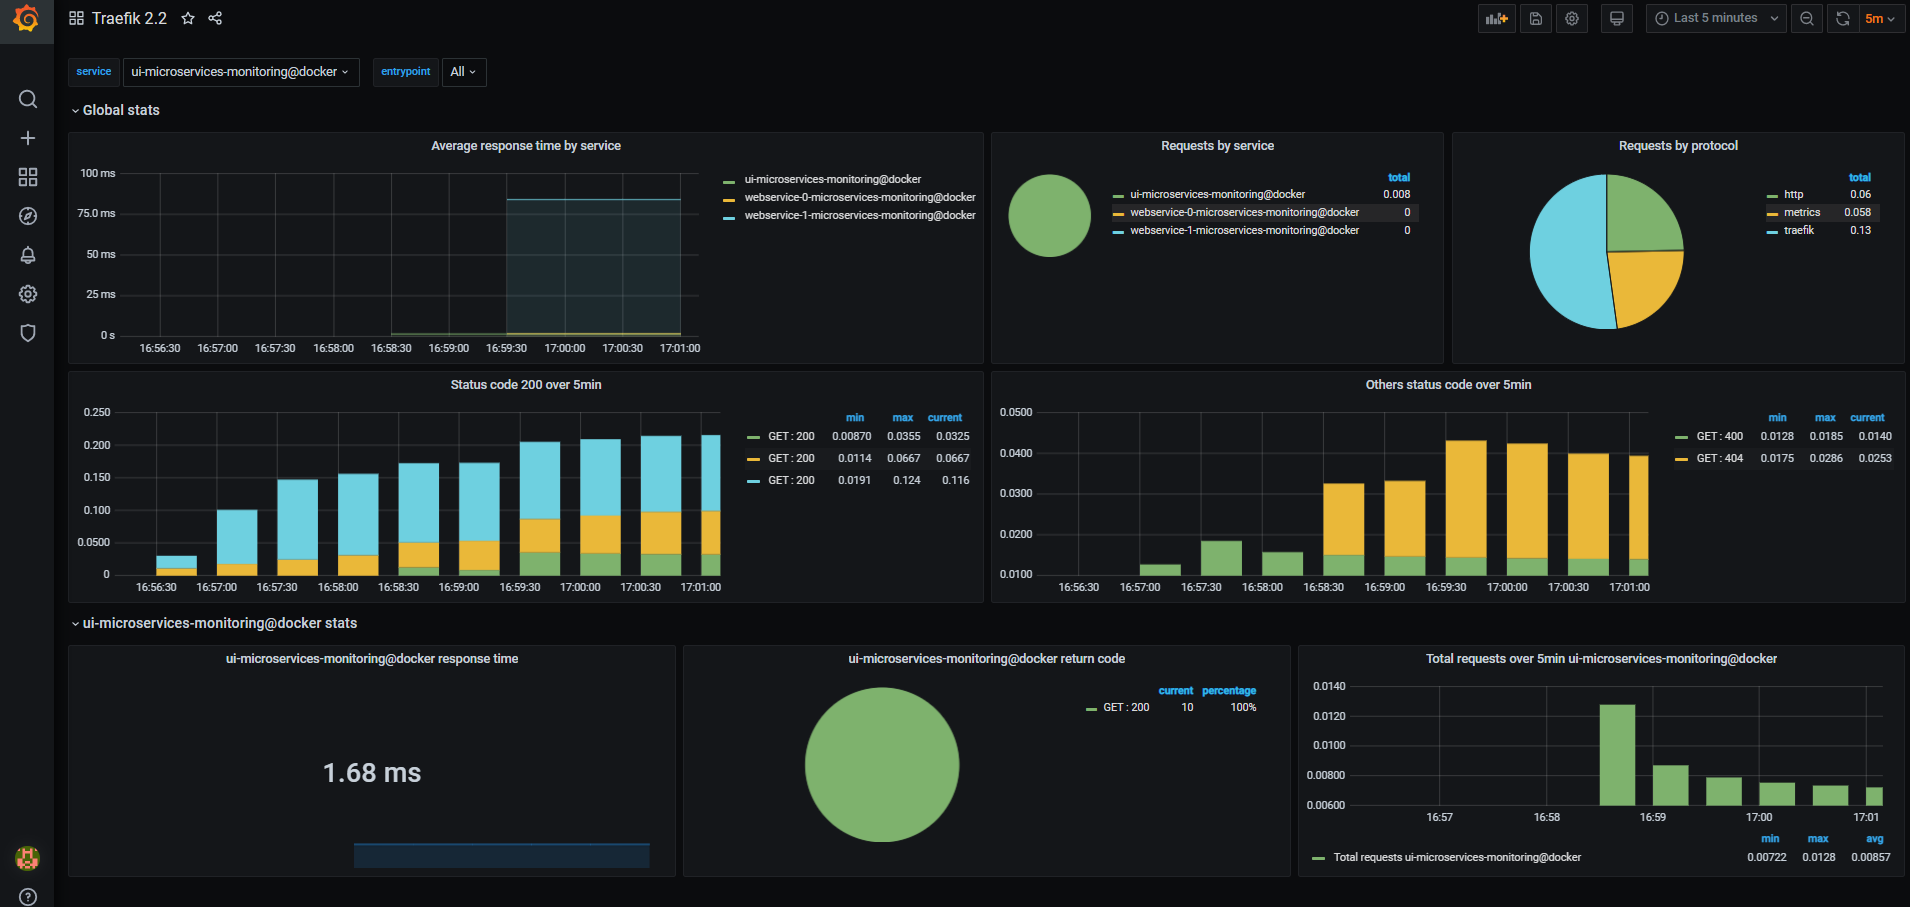 Traefik 2.2
Last 5 minutes
5m
service
ui-microservices-monitoring@docker
entrypoint
All
Global stats
Average response time by service
100 ms
75.0 ms
50 ms
25 ms
0 s
16:56:30 16:57:00 16:57:30 16:58:00 16:58:30 16:59:00 16:59:30 17:00:00 17:00:30 17:01:00
ui-microservices-monitoring@docker
webservice-0-microservices-monitoring@docker
webservice-1-microservices-monitoring@docker
Requests by service
total
ui-microservices-monitoring@docker 0.008
webservice-0-microservices-monitoring@docker 0
webservice-1-microservices-monitoring@docker 0
Requests by protocol
total
http 0.06
metrics 0.058
traefik 0.13
Status code 200 over 5min
0.250
0.200
0.150
0.100
0.0500
0
16:56:30 16:57:00 16:57:30 16:58:00 16:58:30 16:59:00 16:59:30 17:00:00 17:00:30 17:01:00
min max current
GET : 200 0.00870 0.0355 0.0325
GET : 200 0.0114 0.0667 0.0667
GET : 200 0.0191 0.124 0.116
Others status code over 5min
0.0500
0.0400
0.0300
0.0200
0.0100
16:56:30 16:57:00 16:57:30 16:58:00 16:58:30 16:59:00 16:59:30 17:00:00 17:00:30 17:01:00
min max current
GET : 400 0.0128 0.0185 0.0140
GET : 404 0.0175 0.0286 0.0253
ui-microservices-monitoring@docker stats
ui-microservices-monitoring@docker response time
1.68 ms
ui-microservices-monitoring@docker return code
current percentage
GET : 200 10 100%
Total requests over 5min ui-microservices-monitoring@docker
0.0140
0.0120
0.0100
0.00800
0.00600
16:57 16:58 16:59 17:00 17:01
min max avg
Total requests ui-microservices-monitoring@docker 0.00722 0.0128 0.00857